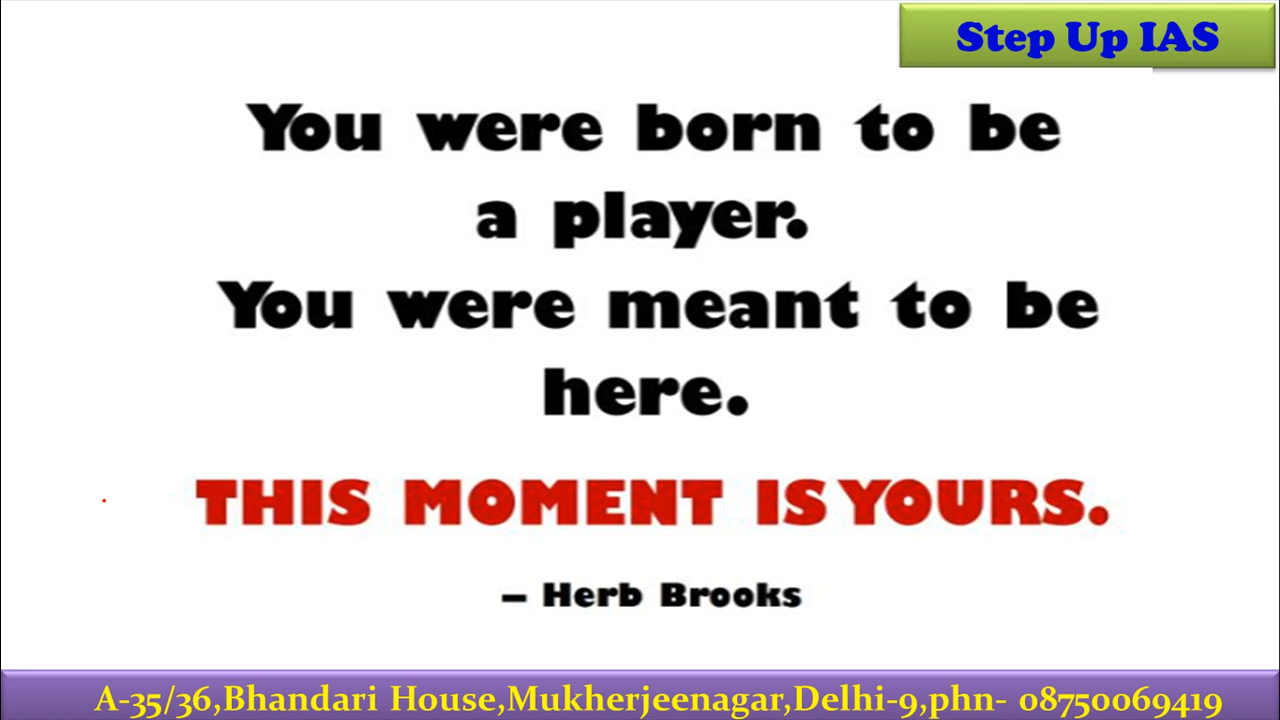 Step Up IAS
You were born to be
a player.
You were meant to be
here.
THIS MOMENT IS YOURS.
– Herb Brooks
A-35/36,Bhandari House,Mukherjeenagar,Delhi-9,phn- 08750069419